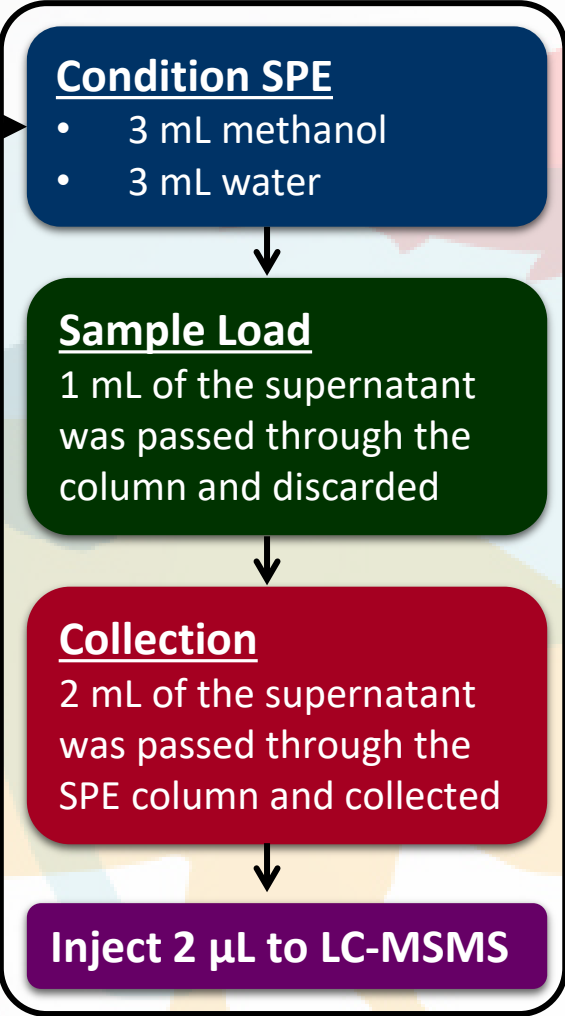 Condition SPE
• 3 mL methanol
• 3 mL water
Sample Load
1 mL of the supernatant
was passed through the
column and discarded
Collection
2 mL of the supernatant
was passed through the
SPE column and collected
Inject 2 µL to LC-MSMS